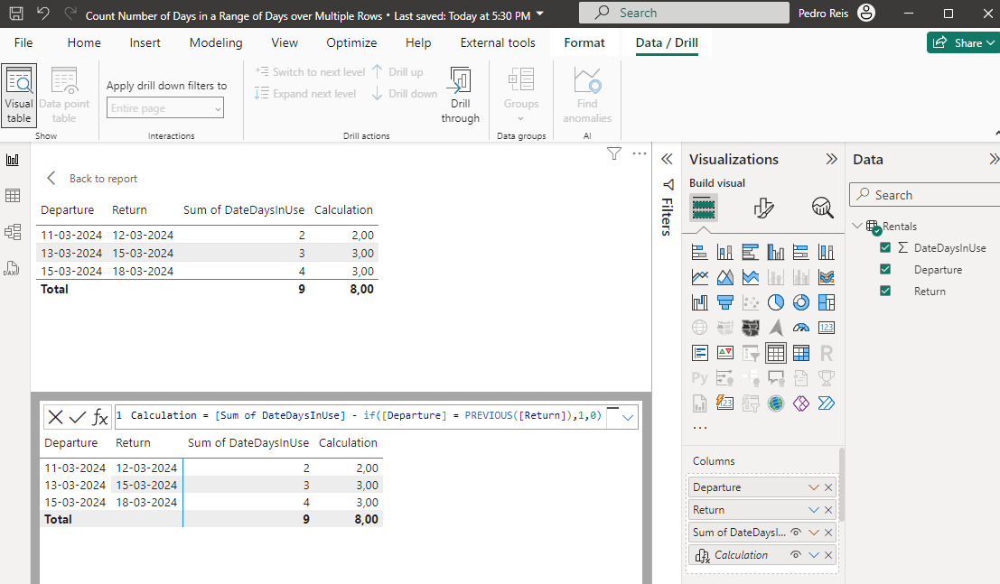 Count Number of Days in a Range of Days over Multiple Rows • Last saved: Today at 5:30 PM
Search
Pedro Reis
File
Home
Insert
Modeling
View
Optimize
Help
External tools
Format
Data / Drill
Share
Visual table
Data point table
Show
Apply drill down filters to
Entire page
Interactions
Switch to next level
Expand next level
Drill up
Drill down
Drill through
Drill actions
Groups
Data groups
Find anomalies
AI
Back to report
Departure Return Sum of DateDaysInUse Calculation
11-03-2024 12-03-2024 2 2,00
13-03-2024 15-03-2024 3 3,00
15-03-2024 18-03-2024 4 3,00
Total 9 8,00
1 Calculation = [Sum of DateDaysInUse] - if([Departure] = PREVIOUS([Return]),1,0)
Departure Return Sum of DateDaysInUse Calculation
11-03-2024 12-03-2024 2 2,00
13-03-2024 15-03-2024 3 3,00
15-03-2024 18-03-2024 4 3,00
Total 9 8,00
Filters
Visualizations
Build visual
123
R
Py
123
...
Columns
Departure
Return
Sum of DateDaysI...
Calculation
Data
Search
Rentals
DateDaysInUse
Departure
Return
DAX